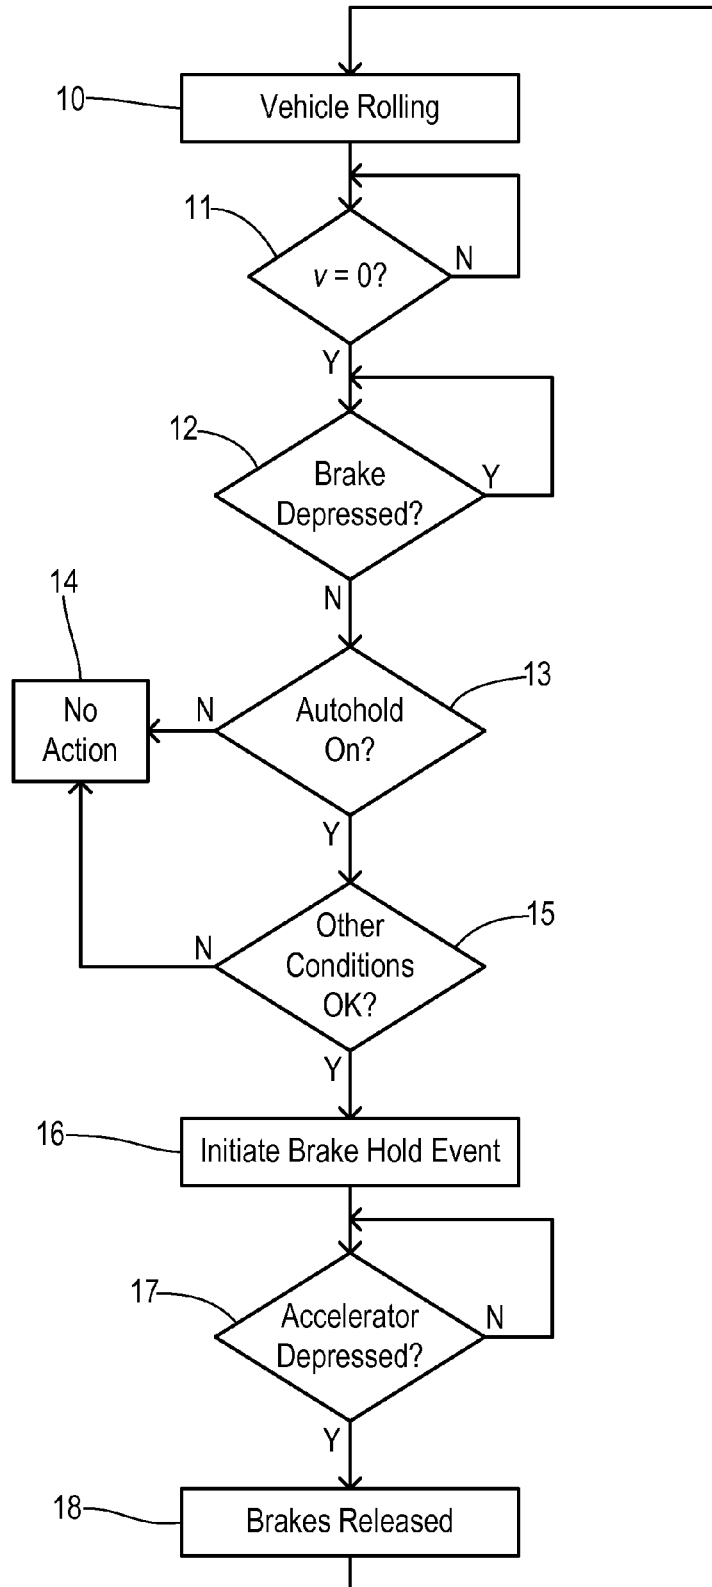 10
Vehicle Rolling
11
v = 0?
N
Y
12
Brake
Depressed?
Y
N
14
No
Action
N
Autohold
On?
13
Y
N
Other
Conditions
OK?
15
Y
16
Initiate Brake Hold Event
17
Accelerator
Depressed?
N
Y
18
Brakes Released